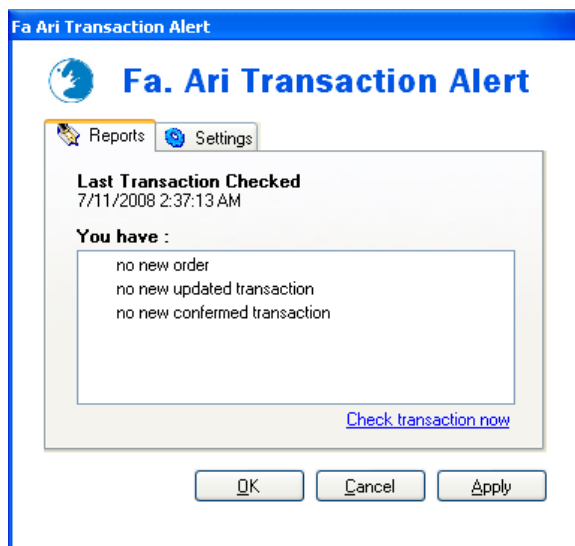 Fa Ari Transaction Alert
Fa. Ari Transaction Alert
Reports Settings
Last Transaction Checked
7/11/2008 2:37:13 AM
You have :
no new order
no new updated transaction
no new confermed transaction
Check transaction now
OK Cancel Apply